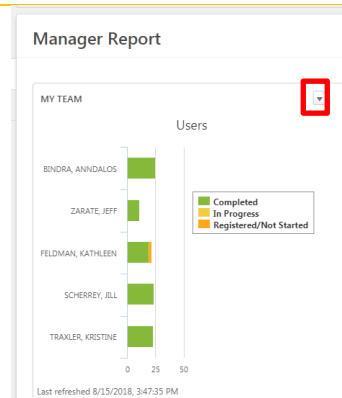 Manager Report
MY TEAM
Users
BINDRA, ANNDALOS
ZARATE, JEFF
FELDMAN, KATHLEEN
SCHERREY, JILL
TRAXLER, KRISTINE
0 25 50
Completed
In Progress
Registered/Not Started
Last refreshed 8/15/2018, 3:47:35 PM